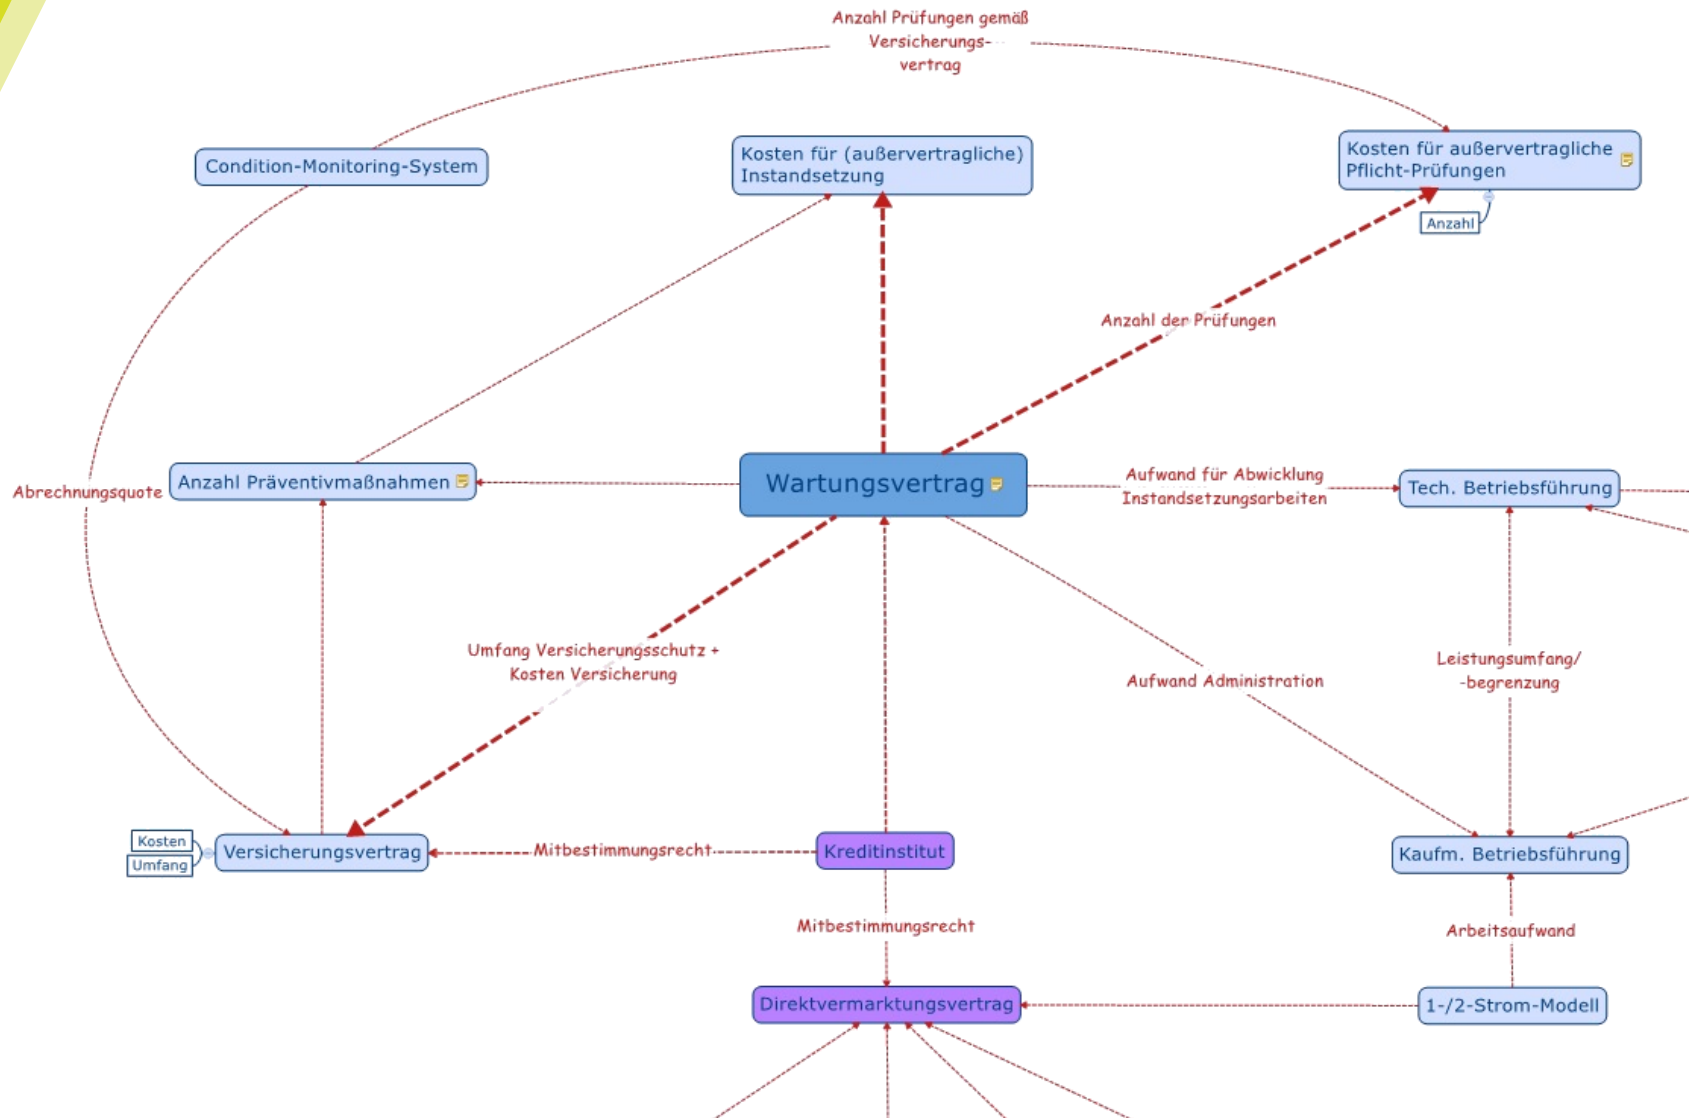 Anzahl Prüfungen gemäß
Versicherungs-
vertrag
Condition-Monitoring-System
Kosten für (außervertragliche)
Instandsetzung
Kosten für außervertragliche
Pflicht-Prüfungen
Anzahl
Anzahl der Prüfungen
Abrechnungsquote
Anzahl Präventivmaßnahmen
Wartungsvertrag
Aufwand für Abwicklung
Instandsetzungsarbeiten
Tech. Betriebsführung
Umfang Versicherungsschutz +
Kosten Versicherung
Aufwand Administration
Leistungsumfang/
-begrenzung
Kosten
Umfang
Versicherungsvertrag
Mitbestimmungsrecht
Kreditinstitut
Kaufm. Betriebsführung
Mitbestimmungsrecht
Arbeitsaufwand
Direktvermarktungsvertrag
1-/2-Strom-Modell